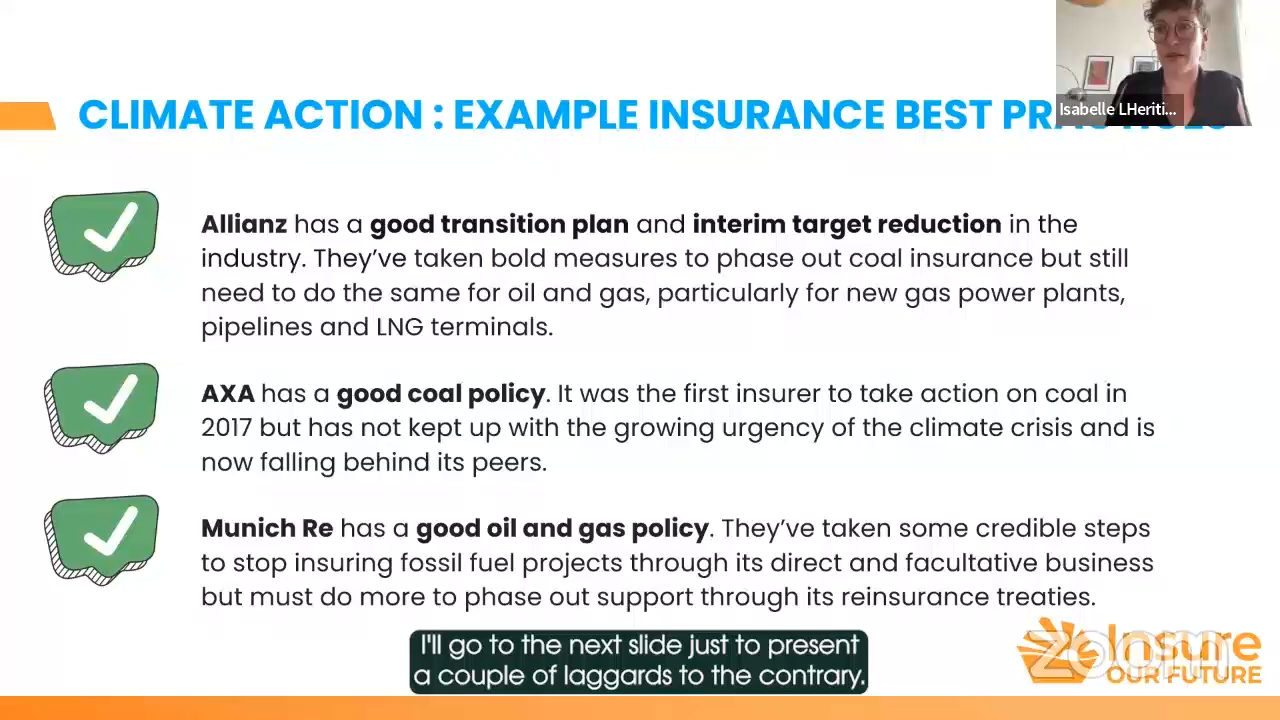 Isabelle LHeriti...
CLIMATE ACTION : EXAMPLE INSURANCE BEST PRACTICES
Allianz has a good transition plan and interim target reduction in the
industry. They've taken bold measures to phase out coal insurance but still
need to do the same for oil and gas, particularly for new gas power plants,
pipelines and LNG terminals.
AXA has a good coal policy. It was the first insurer to take action on coal in
2017 but has not kept up with the growing urgency of the climate crisis and is
now falling behind its peers.
Munich Re has a good oil and gas policy. They've taken some credible steps
to stop insuring fossil fuel projects through its direct and facultative business
but must do more to phase out support through its reinsurance treaties.
I'll go to the next slide just to present
a couple of laggards to the contrary.
zoom
Insure
OUR FUTURE